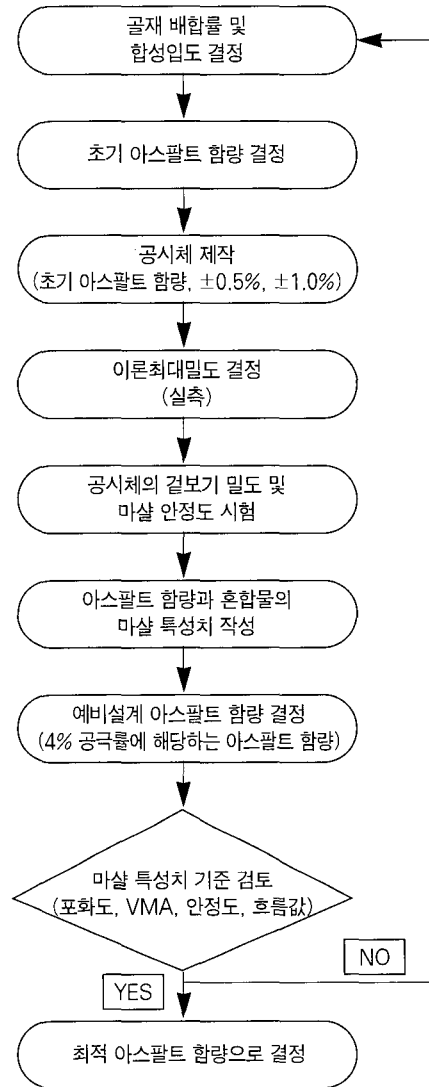 골재 배합률 및
합성입도 결정
초기 아스팔트 함량 결정
공시체 제작
(초기 아스팔트 함량, ±0.5%, ±1.0%)
이론최대밀도 결정
(실측)
공시체의 겉보기 밀도 및
마샬 안정도 시험
아스팔트 함량과 혼합물의
마샬 특성치 작성
예비설계 아스팔트 함량 결정
(4% 공극률에 해당하는 아스팔트 함량)
마샬 특성치 기준 검토
(포화도, VMA, 안정도, 흐름값)
NO
YES
최적 아스팔트 함량으로 결정